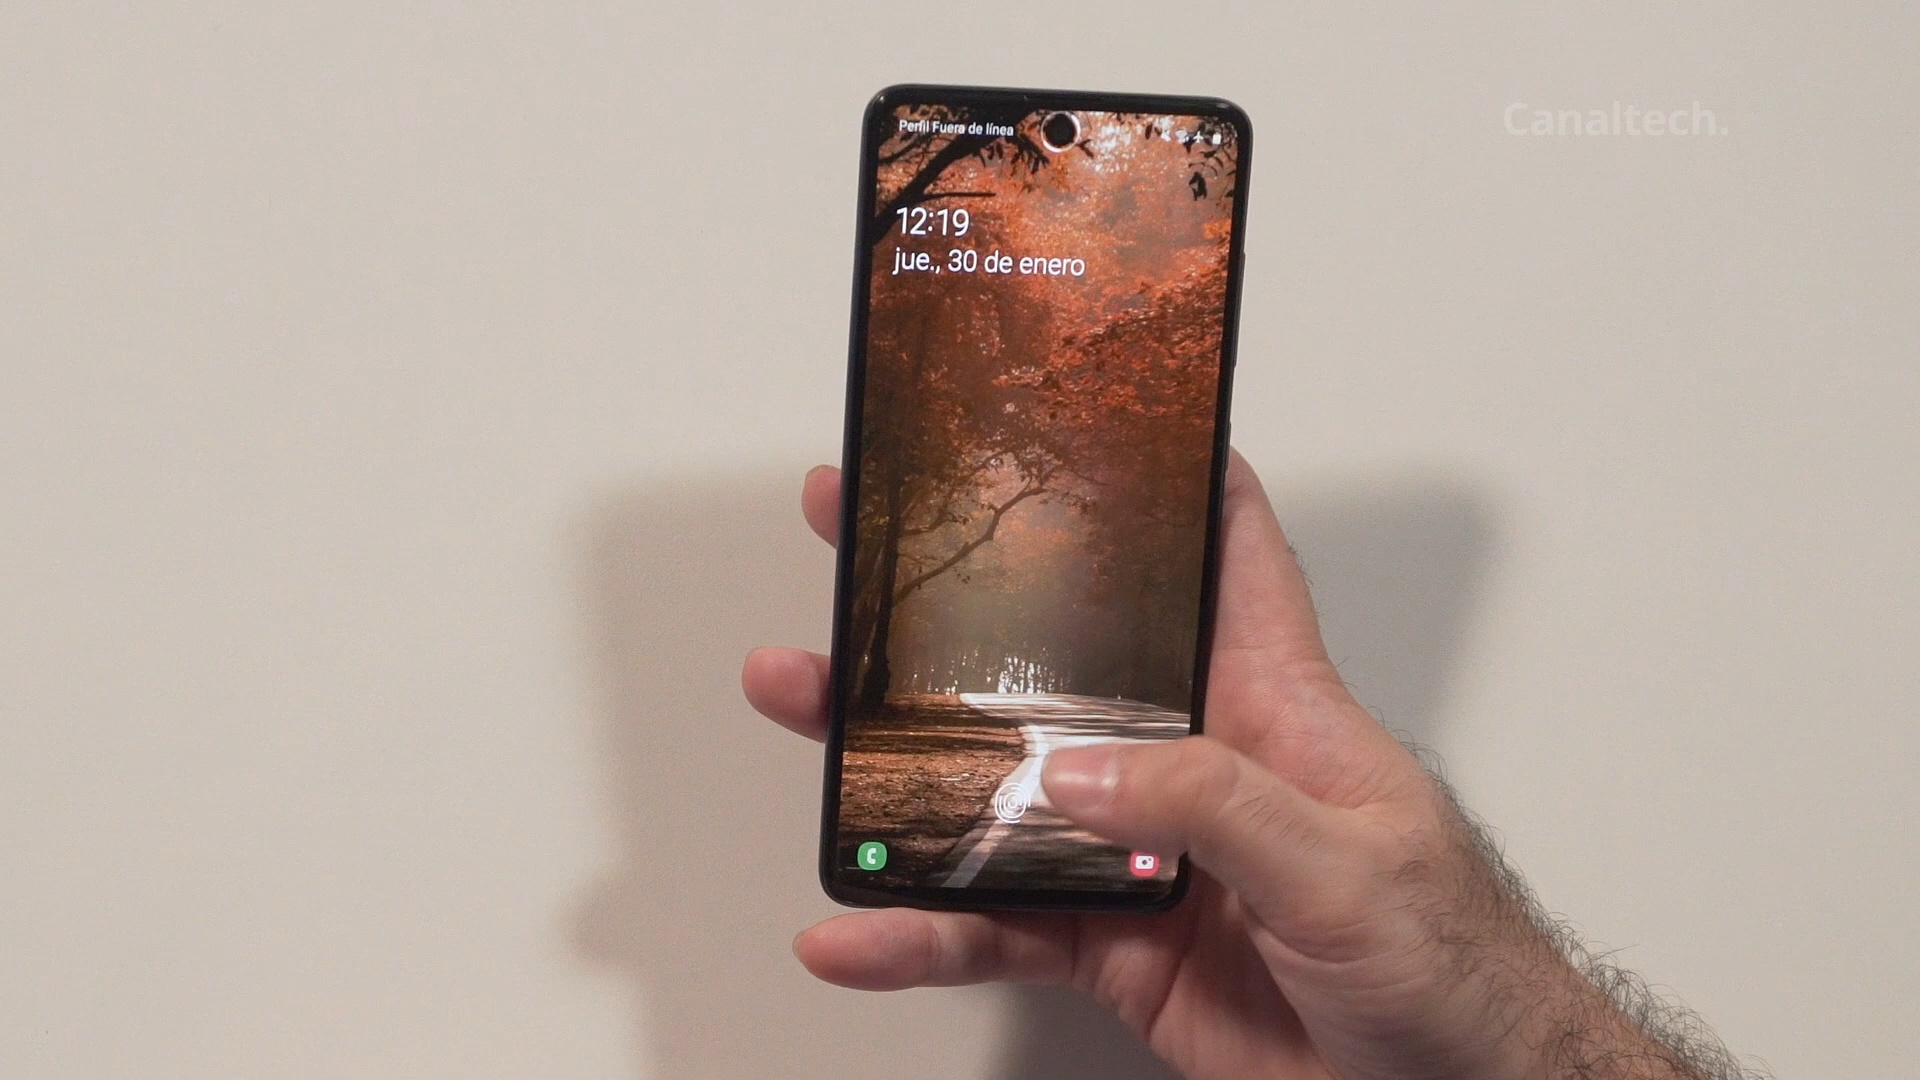 Canaltech.
Perfil Fuera de línea
12:19
jue., 30 de enero